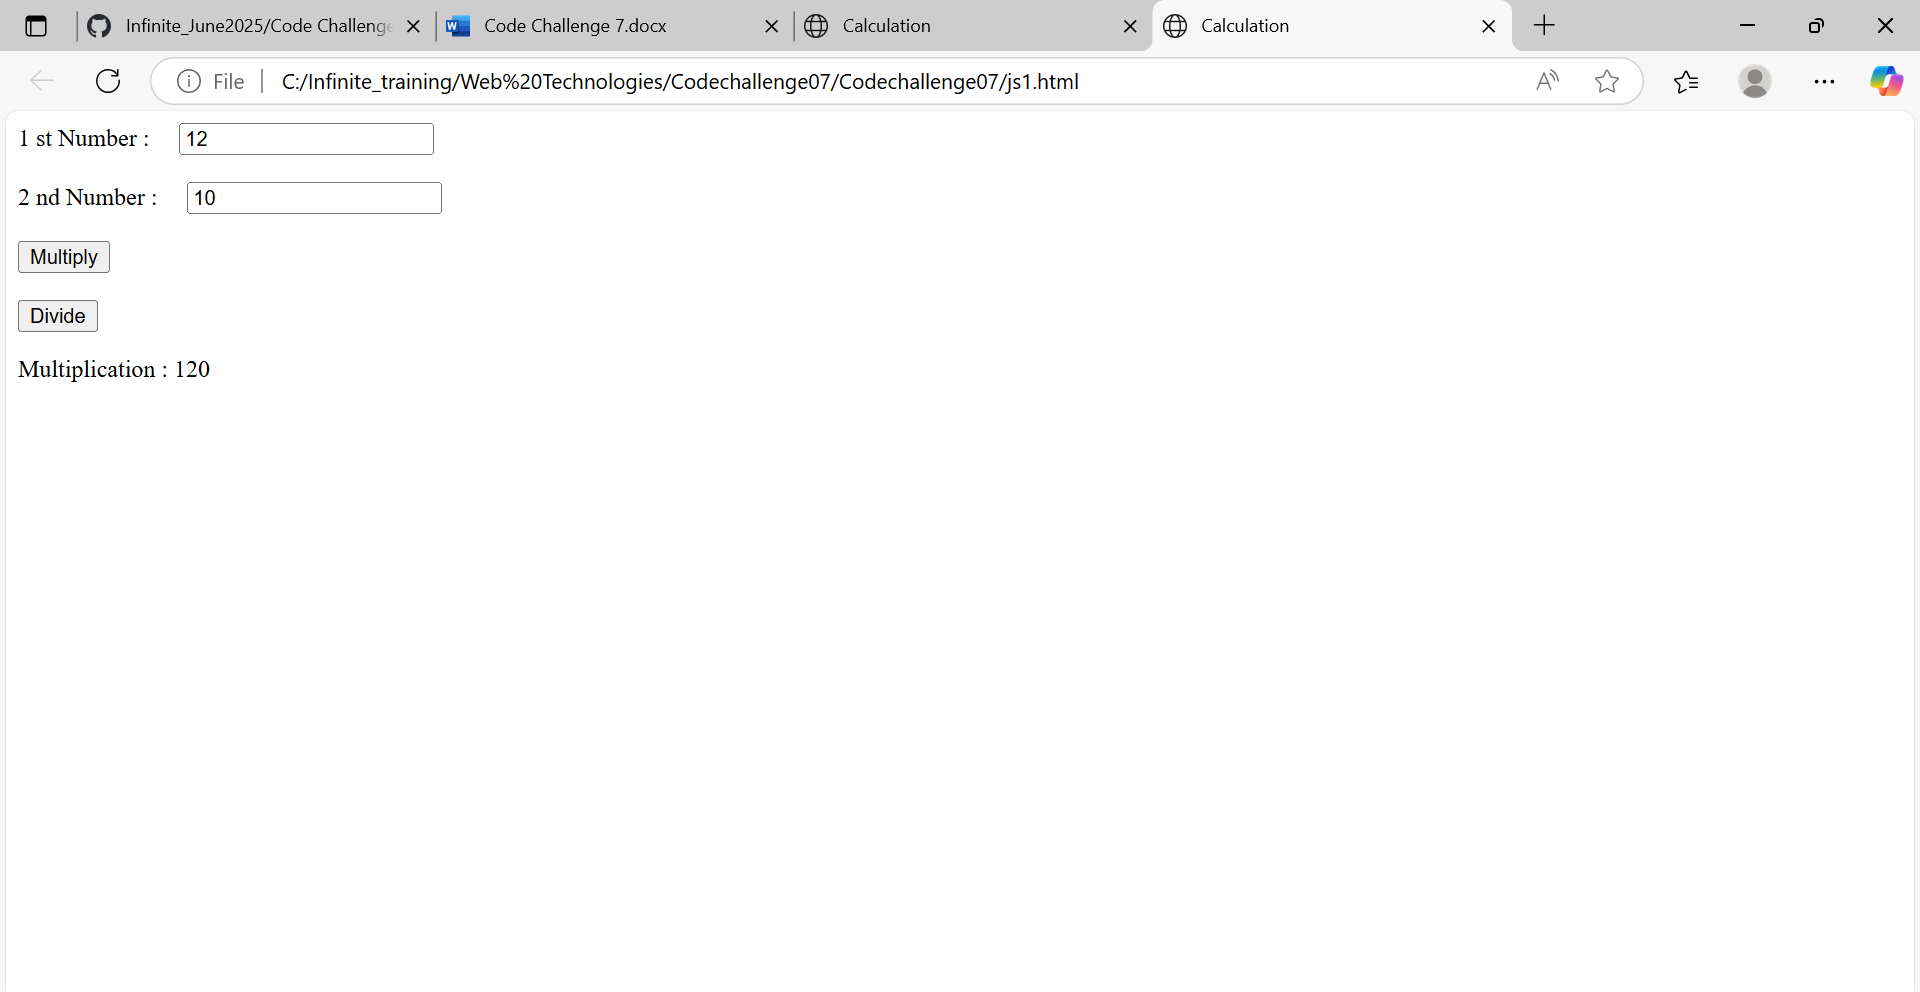 Infinite_June2025/Code Challenge
Code Challenge 7.docx
Calculation
Calculation
File
C:/Infinite_training/Web%20Technologies/Codechallenge07/Codechallenge07/js1.html
1 st Number :
12
2 nd Number :
10
Multiply
Divide
Multiplication : 120